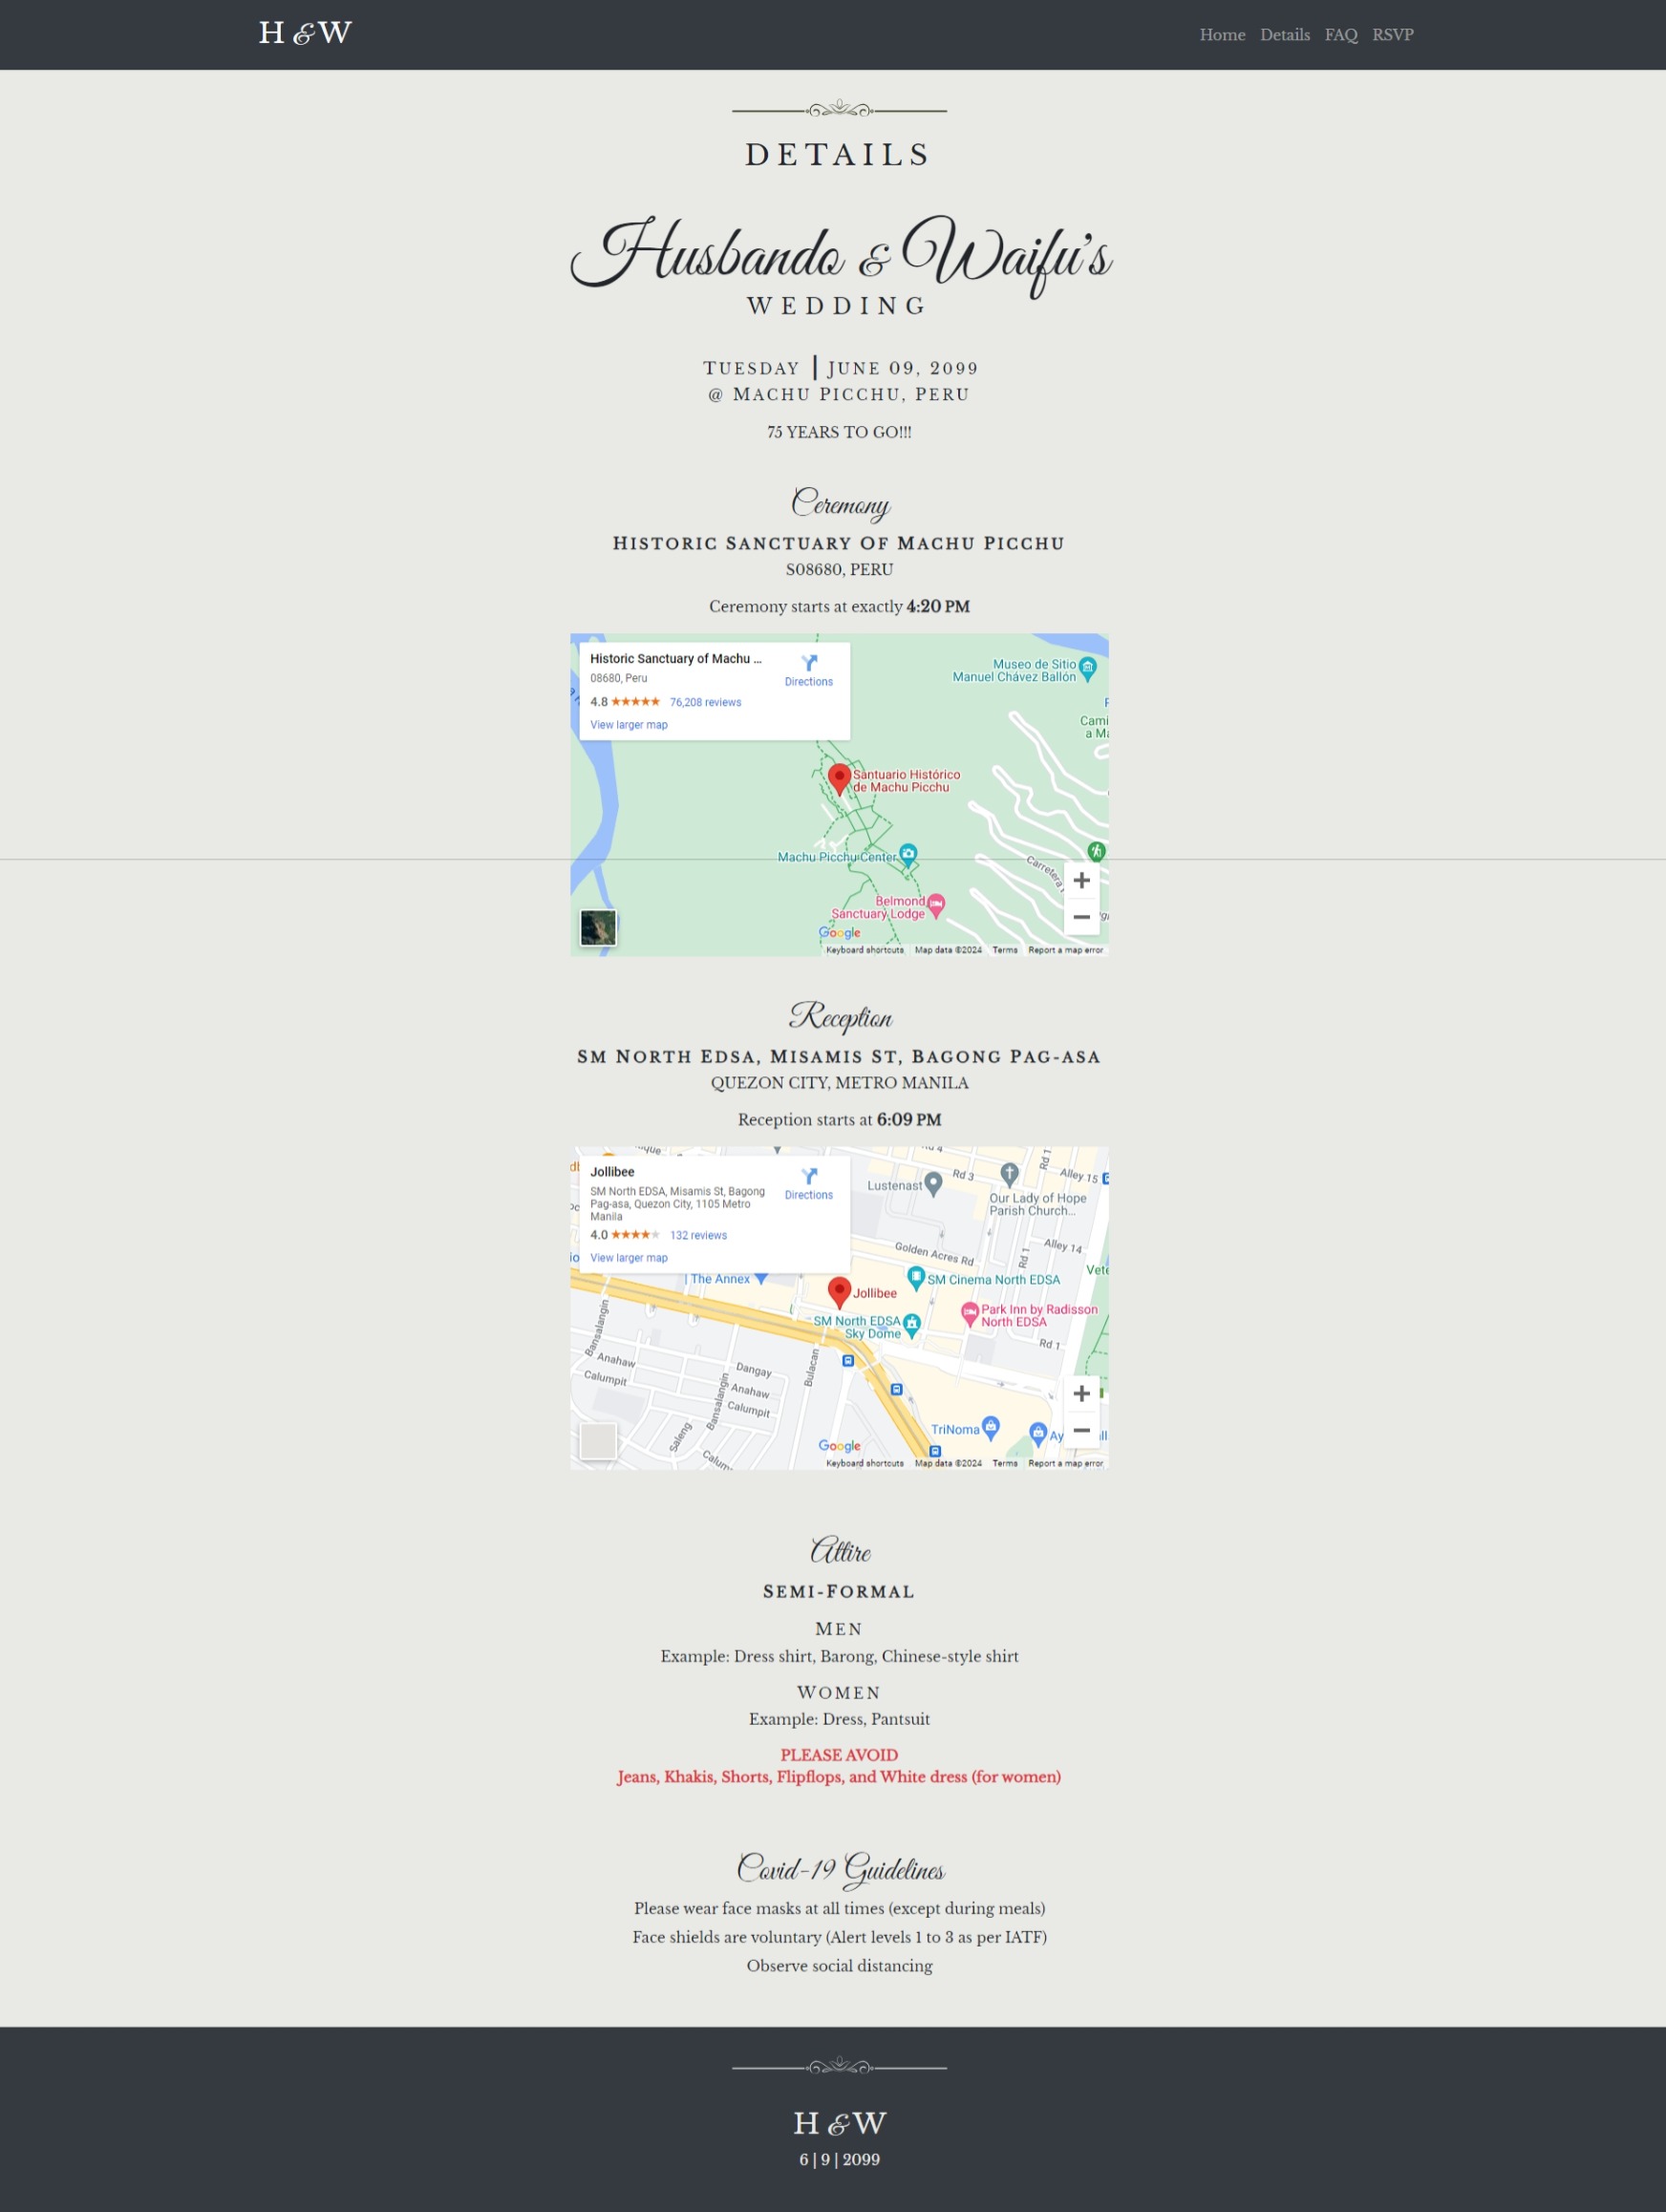 H & W
Home Details FAQ RSVP
DETAILS
Husbando & Waifu's
WEDDING
TUESDAY | JUNE 09, 2099
@ MACHU PICCHU, PERU
75 YEARS TO GO!!!
Ceremony
HISTORIC SANCTUARY OF MACHU PICCHU
S08680, PERU
Ceremony starts at exactly 4:20 PM
Historic Sanctuary of Machu ...
08680, Peru
4.8 76,208 reviews
View larger map
Directions
Museo de Sitio
Manuel Chávez Ballón
Cami
a Ma
Santuario Histórico
de Machu Picchu
Machu Picchu Center
Carretera
Belmond
Sanctuary Lodge
Google
Keyboard shortcuts Map data ©2024 Terms Report a map error
Reception
SM NORTH EDSA, MISAMIS ST, BAGONG PAG-ASA
QUEZON CITY, METRO MANILA
Reception starts at 6:09 PM
Jollibee
SM North EDSA, Misamis St, Bagong
Pag-asa, Quezon City, 1105 Metro
Manila
4.0 132 reviews
View larger map
Directions
Rd 4
Rd 3
Rd 1
Alley 15
Lustenast
Our Lady of Hope
Parish Church...
Golden Acres Rd
Rd 1
Alley 14
Vete
The Annex
SM Cinema North EDSA
Jollibee
Park Inn by Radisson
North EDSA
SM North EDSA
Sky Dome
Rd 1
Bansalangin
Anahaw
Calumpit
Dangay
Anahaw
Calumpit
Bansalangin
Bulacan
Saleng
Calum
TriNoma
Ay
Google
Keyboard shortcuts Map data ©2024 Terms Report a map error
Attire
SEMI-FORMAL
MEN
Example: Dress shirt, Barong, Chinese-style shirt
WOMEN
Example: Dress, Pantsuit
PLEASE AVOID
Jeans, Khakis, Shorts, Flipflops, and White dress (for women)
Covid-19 Guidelines
Please wear face masks at all times (except during meals)
Face shields are voluntary (Alert levels 1 to 3 as per IATF)
Observe social distancing
H & W
6 | 9 | 2099